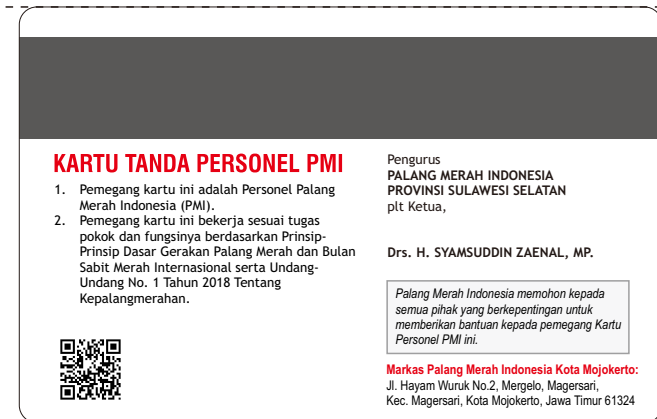 KARTU TANDA PERSONEL PMI
1. Pemegang kartu ini adalah Personel Palang
Merah Indonesia (PMI).
2. Pemegang kartu ini bekerja sesuai tugas
pokok dan fungsinya berdasarkan Prinsip-
Prinsip Dasar Gerakan Palang Merah dan Bulan
Sabit Merah Internasional serta Undang-
Undang No. 1 Tahun 2018 Tentang
Kepalangmerahan.
Pengurus
PALANG MERAH INDONESIA
PROVINSI SULAWESI SELATAN
plt Ketua,
Drs. H. SYAMSUDDIN ZAENAL, MP.
Palang Merah Indonesia memohon kepada
semua pihak yang berkepentingan untuk
memberikan bantuan kepada pemegang Kartu
Personel PMI ini.
Markas Palang Merah Indonesia Kota Mojokerto:
Jl. Hayam Wuruk No.2, Mergelo, Magersari,
Kec. Magersari, Kota Mojokerto, Jawa Timur 61324